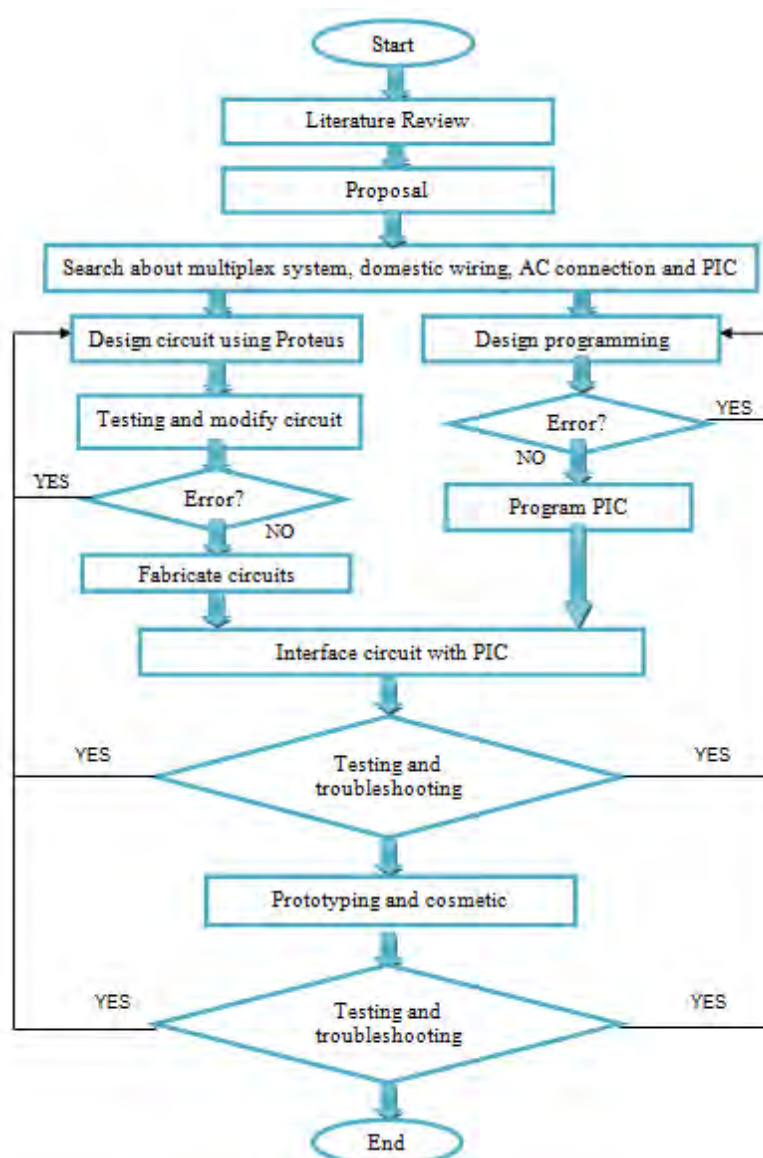 Start
Literature Review
Proposal
Search about multiplex system, domestic wiring, AC connection and PIC
Design circuit using Proteus
Design programming
Testing and modify circuit
Error?
YES
NO
YES
Error?
NO
Program PIC
Fabricate circuits
Interface circuit with PIC
YES
Testing and
troubleshooting
YES
Prototyping and cosmetic
YES
Testing and
troubleshooting
YES
End